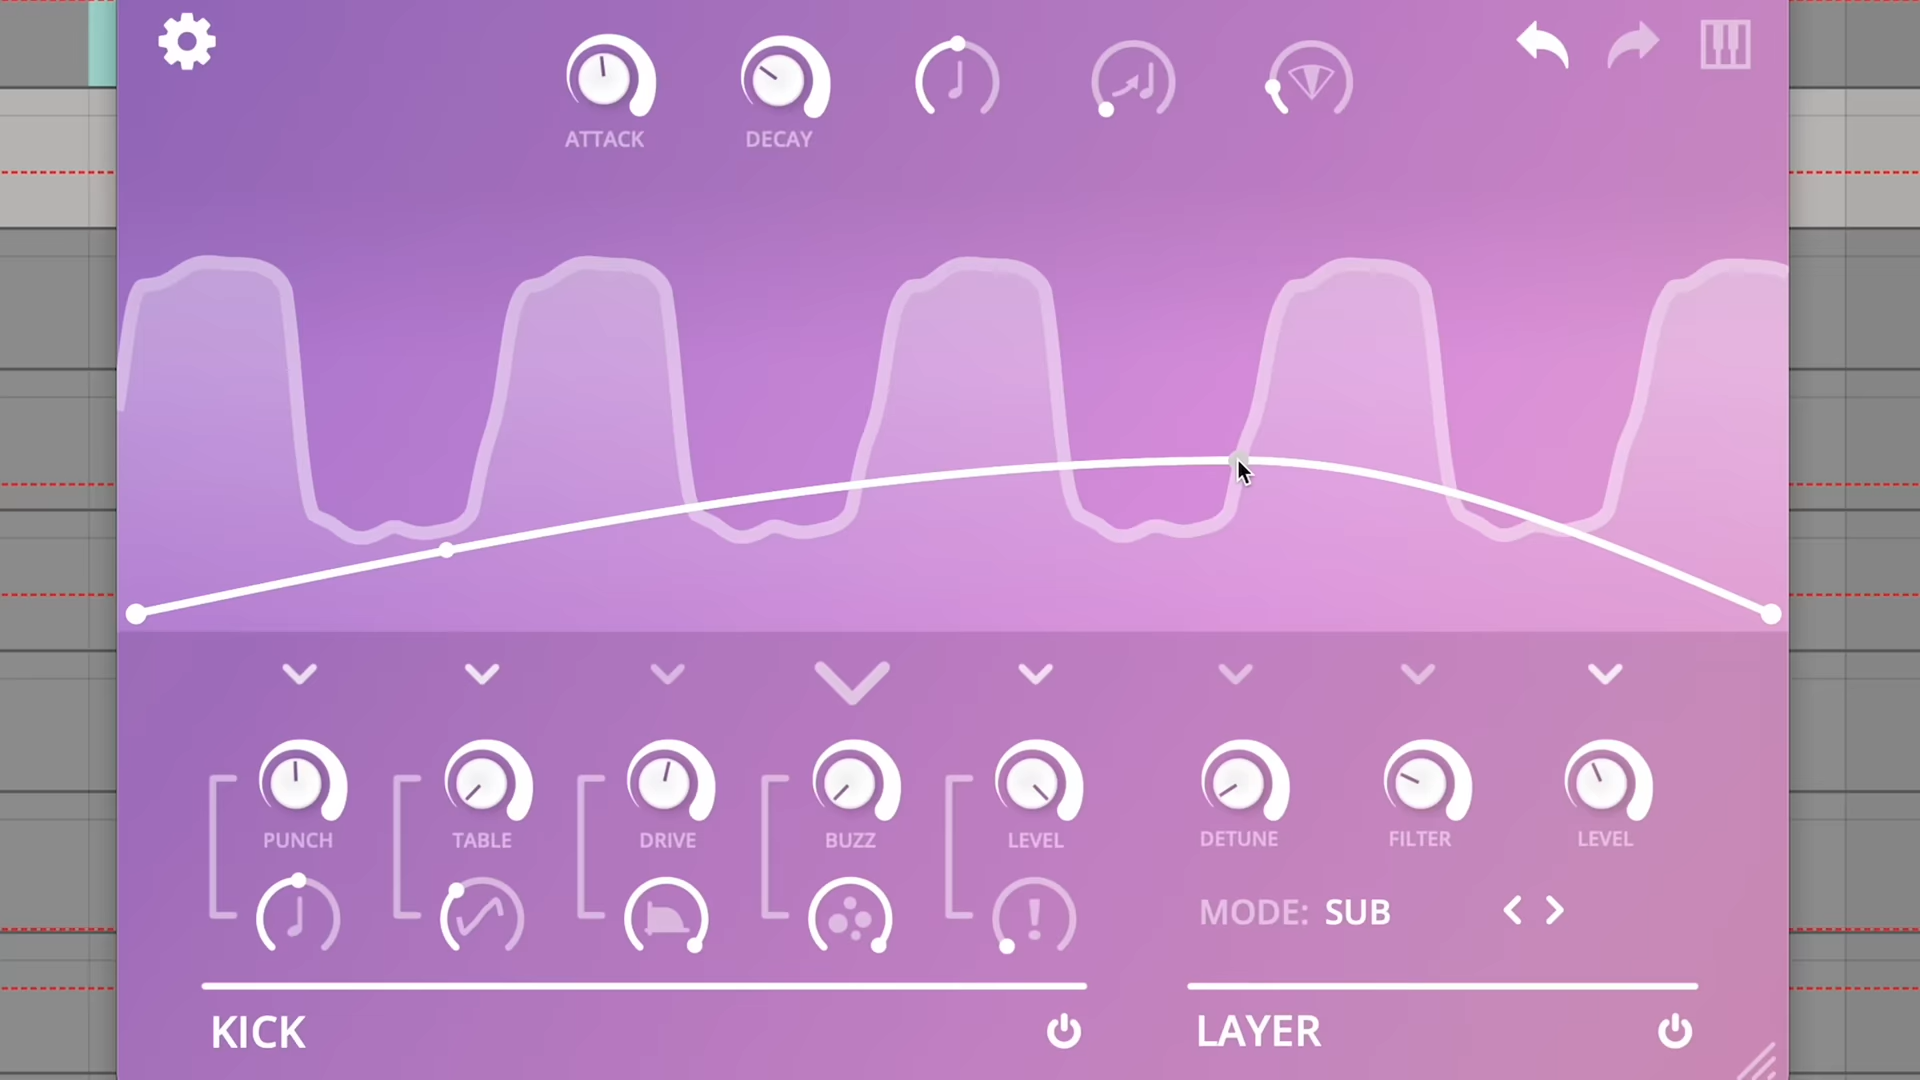 ATTACK DECAY
PUNCH TABLE DRIVE BUZZ LEVEL DETUNE FILTER LEVEL
MODE: SUB
KICK LAYER